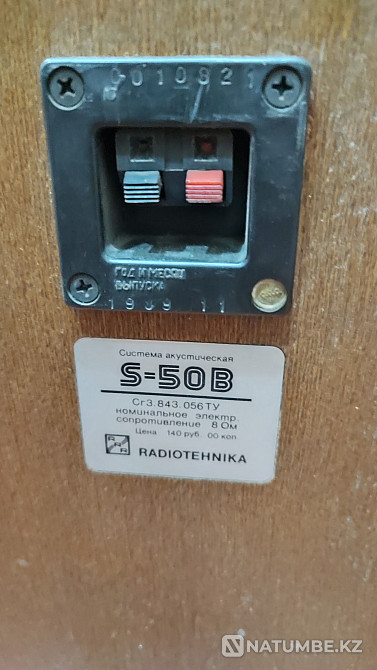 0010821
ГОД И МЕСЯЦ
ВЫПУСКА
1989 11
Система акустическая
S-50B
Сг3.843.056ТУ
номинальное электр.
сопротивление 8 Ом
Цена 140 руб. 00 коп
RRR RADIOTEHNIKA
NATUMBE.KZ